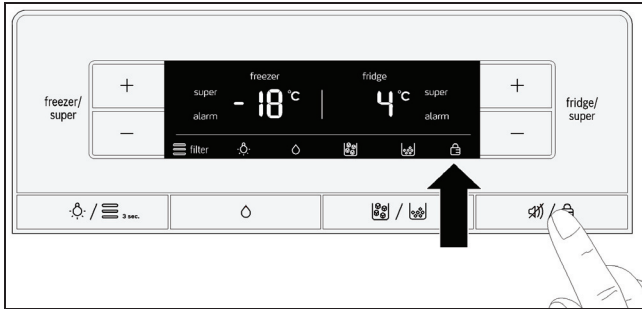 freezer/
super
+
−
freezer
super
alarm
-18 °C
fridge
4 °C
super
alarm
filter
+
−
fridge/
super
/ 3 sec.
/
/